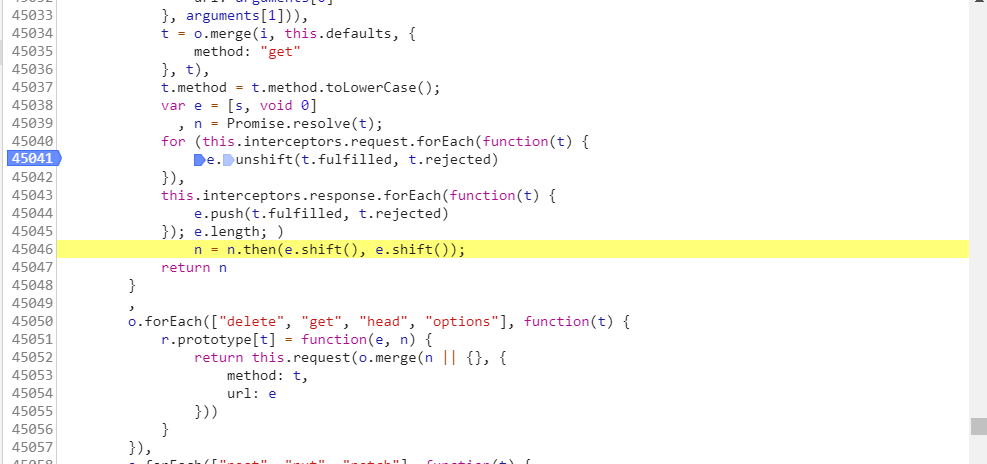 45032 url: arguments[0]
45033 }, arguments[1])),
45034 t = o.merge(i, this.defaults, {
45035 method: "get"
45036 }, t),
45037 t.method = t.method.toLowerCase();
45038 var e = [s, void 0]
45039 , n = Promise.resolve(t);
45040 for (this.interceptors.request.forEach(function(t) {
45041 e.unshift(t.fulfilled, t.rejected)
45042 }),
45043 this.interceptors.response.forEach(function(t) {
45044 e.push(t.fulfilled, t.rejected)
45045 }); e.length; )
45046 n = n.then(e.shift(), e.shift());
45047 return n
45048 }
45049 ,
45050 o.forEach(["delete", "get", "head", "options"], function(t) {
45051 r.prototype[t] = function(e, n) {
45052 return this.request(o.merge(n || {}, {
45053 method: t,
45054 url: e
45055 }))
45056 }
45057 }),
45058 o.forEach(["post", "put", "patch"], function(t) {